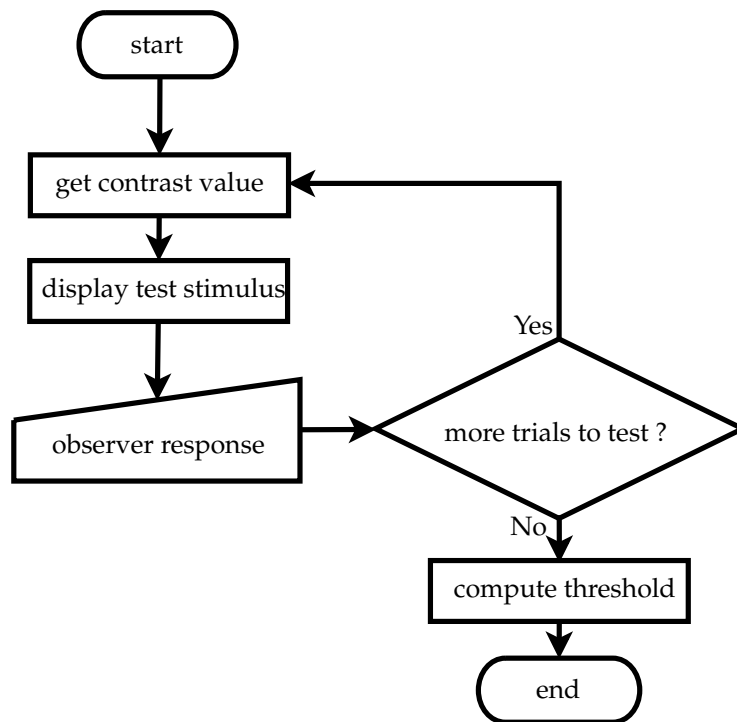 start
get contrast value
display test stimulus
observer response
more trials to test ?
Yes
No
compute threshold
end